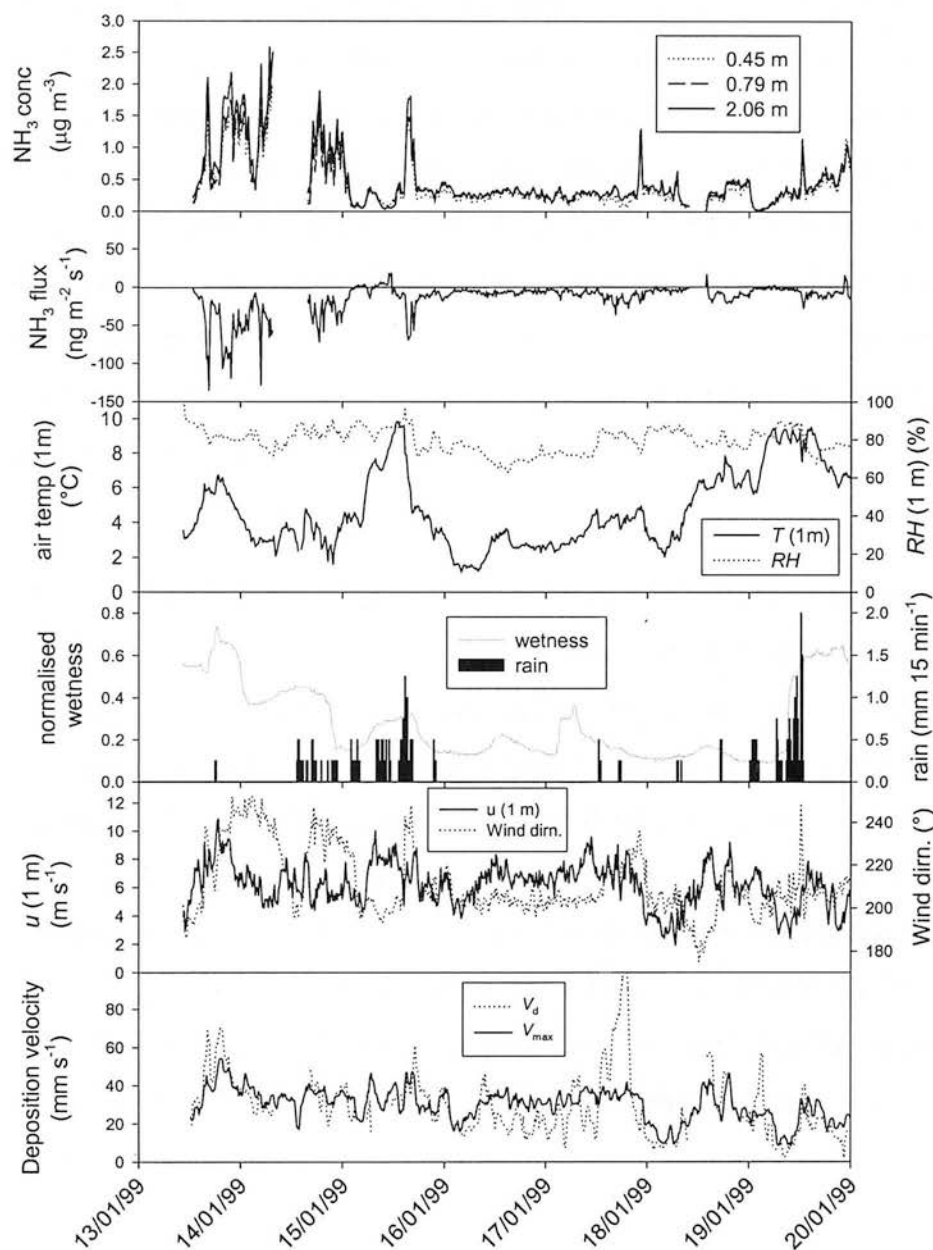 3.0
2.5
2.0
1.5
1.0
0.5
0.0
NH3 conc
(µg m-3)
0.45 m
0.79 m
2.06 m
50
0
-50
-100
-150
NH3 flux
(ng m-2 s-1)
10
8
6
4
2
0
air temp (1m)
(°C)
100
80
60
40
20
0
RH (1 m) (%)
T (1m)
RH
0.8
0.6
0.4
0.2
0.0
normalised
wetness
wetness
rain
2.0
1.5
1.0
0.5
0.0
rain (mm 15 min-1)
12
10
8
6
4
2
0
u (1 m)
(m s-1)
u (1 m)
Wind dirn.
240
220
200
180
Wind dirn. (°)
80
60
40
20
0
Deposition velocity
(mm s-1)
Vd
Vmax
13/01/99
14/01/99
15/01/99
16/01/99
17/01/99
18/01/99
19/01/99
20/01/99